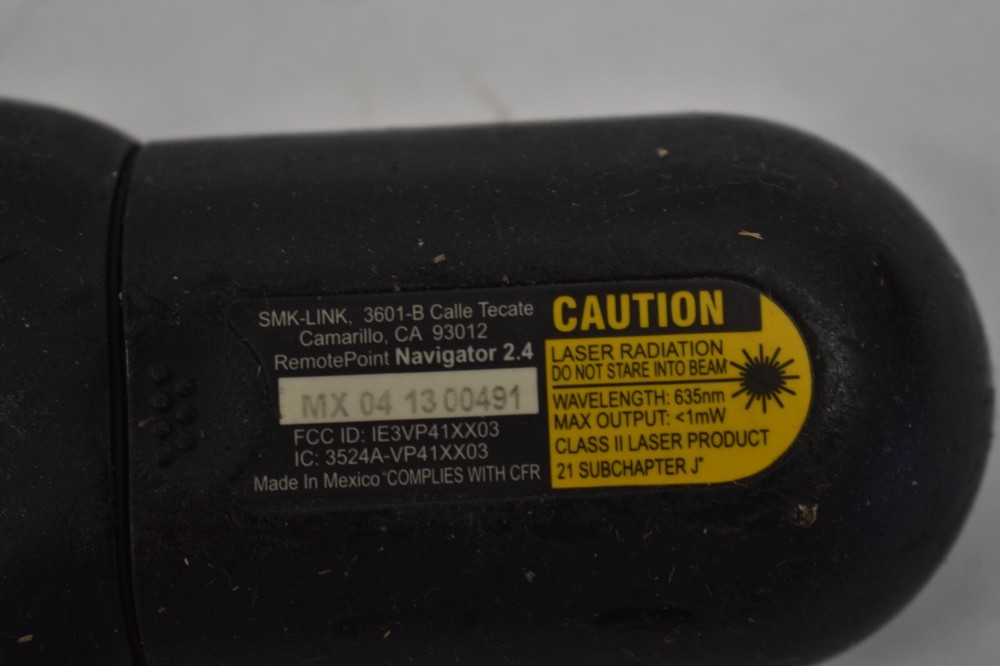 SMK-LINK, 3601-B Calle Tecate
Camarillo, CA 93012
RemotePoint Navigator 2.4
MX 04 13 00491
FCC ID: IE3VP41XX03
IC: 3524A-VP41XX03
Made In Mexico "COMPLIES WITH CFR
CAUTION
LASER RADIATION
DO NOT STARE INTO BEAM
WAVELENGTH: 635nm
MAX OUTPUT: <1mW
CLASS II LASER PRODUCT
21 SUBCHAPTER J"